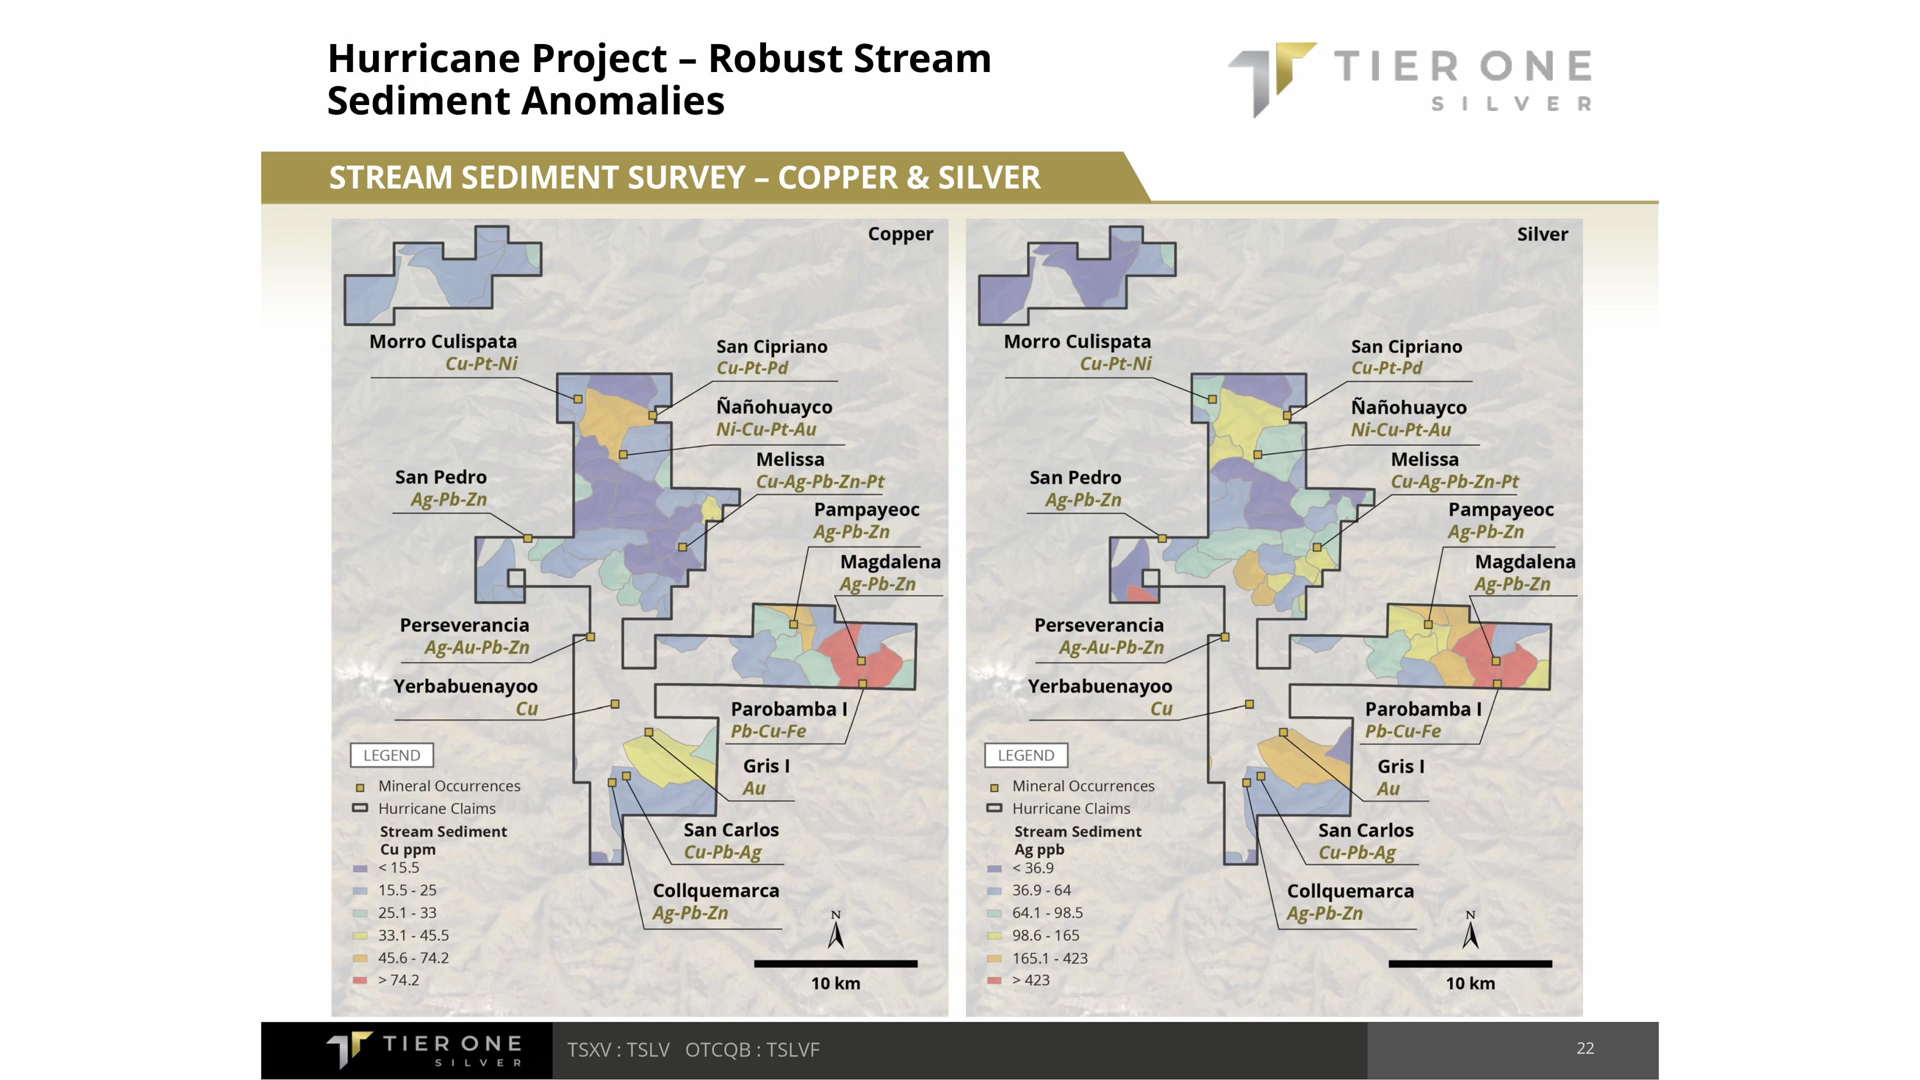 Hurricane Project – Robust Stream
Sediment Anomalies
TIER ONE
SILVER
STREAM SEDIMENT SURVEY – COPPER & SILVER
Copper
Morro Culispata
Cu-Pt-Ni
San Cipriano
Cu-Pt-Pd
Ñañohuayco
Ni-Cu-Pt-Au
Melissa
Cu-Ag-Pb-Zn-Pt
San Pedro
Ag-Pb-Zn
Pampayeoc
Ag-Pb-Zn
Magdalena
Ag-Pb-Zn
Perseverancia
Ag-Au-Pb-Zn
Yerbabuenayoo
Cu
Parobamba I
Pb-Cu-Fe
Gris I
Au
San Carlos
Cu-Pb-Ag
Collquemarca
Ag-Pb-Zn
LEGEND
Mineral Occurrences
Hurricane Claims
Stream Sediment
Cu ppm
< 15.5
15.5 - 25
25.1 - 33
33.1 - 45.5
45.6 - 74.2
> 74.2
N
10 km
Silver
Morro Culispata
Cu-Pt-Ni
San Cipriano
Cu-Pt-Pd
Ñañohuayco
Ni-Cu-Pt-Au
Melissa
Cu-Ag-Pb-Zn-Pt
San Pedro
Ag-Pb-Zn
Pampayeoc
Ag-Pb-Zn
Magdalena
Ag-Pb-Zn
Perseverancia
Ag-Au-Pb-Zn
Yerbabuenayoo
Cu
Parobamba I
Pb-Cu-Fe
Gris I
Au
San Carlos
Cu-Pb-Ag
Collquemarca
Ag-Pb-Zn
LEGEND
Mineral Occurrences
Hurricane Claims
Stream Sediment
Ag ppb
< 36.9
36.9 - 64
64.1 - 98.5
98.6 - 165
165.1 - 423
> 423
N
10 km
TIER ONE
SILVER
TSXV : TSLV OTCQB : TSLVF
22